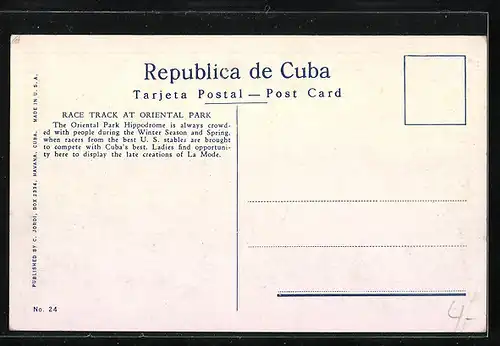 Republica de Cuba
Tarjeta Postal — Post Card
RACE TRACK AT ORIENTAL PARK
The Oriental Park Hippodrome is always crowd-
ed with people during the Winter Season and Spring,
when racers from the best U. S. stables are brought
to compete with Cuba's best. Ladies find opportuni-
ty here to display the late creations of La Mode.
PUBLISHED BY C. JORDI, BOX 2354, HAVANA, CUBA. MADE IN U. S. A.
No. 24
4,-